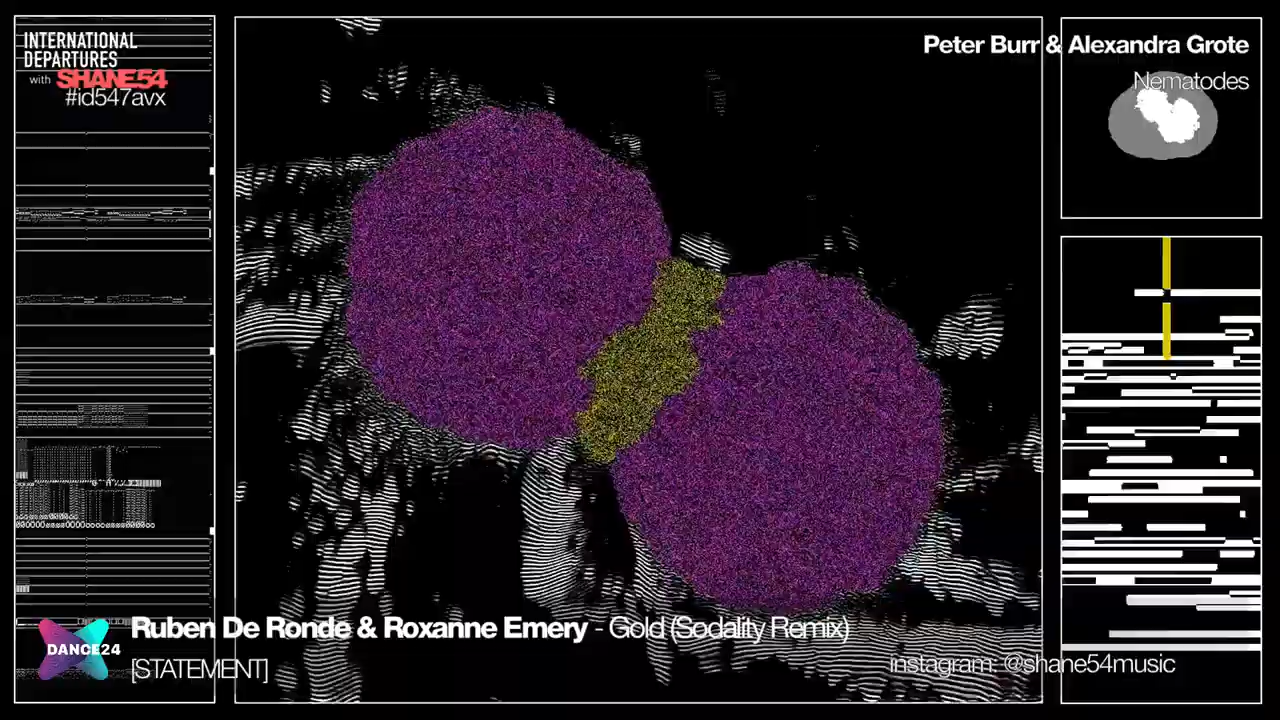 INTERNATIONAL
DEPARTURES
with SHANE54
#id547avx
Peter Burr & Alexandra Grote
Nematodes
DANCE24
Ruben De Ronde & Roxanne Emery - Gold (Sodality Remix)
[STATEMENT]
instagram: @shane54music